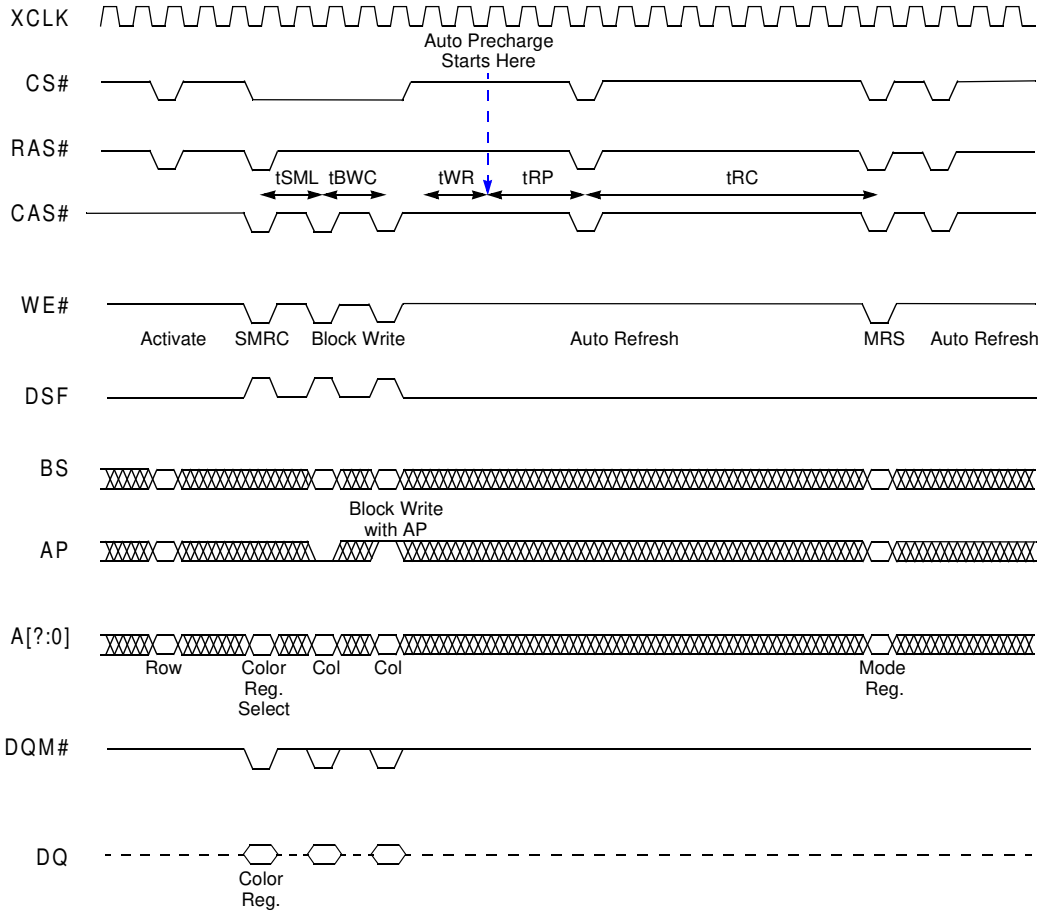 XCLK
Auto Precharge
Starts Here
CS#
RAS#
tSML tBWC tWR tRP tRC
CAS#
WE#
Activate SMRC Block Write Auto Refresh MRS Auto Refresh
DSF
BS
Block Write
with AP
AP
A[?:0]
Row Color Col Col Mode
Reg. Reg.
Select
DQM#
DQ
Color
Reg.